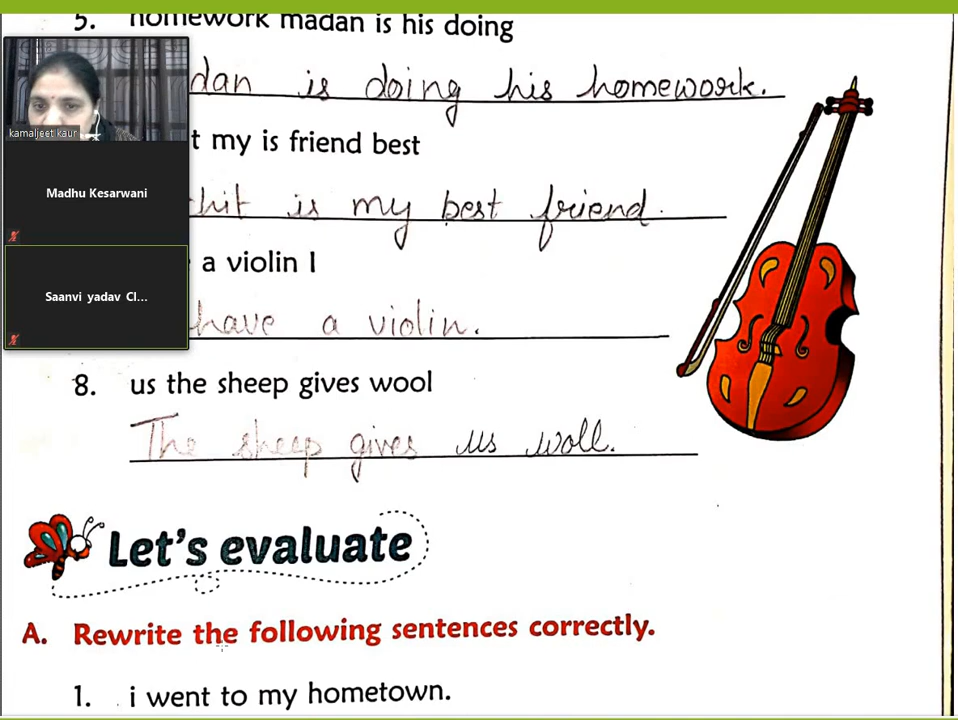 5. homework madan is his doing
dan is doing his homework.
kamaljeet kaur
t my is friend best
Madhu Kesarwani
hit is my best friend.
a violin I
Saanvi yadav Cl...
have a violin.
8. us the sheep gives wool
The sheep gives us woll.
Let's evaluate
A. Rewrite the following sentences correctly.
1. i went to my hometown.